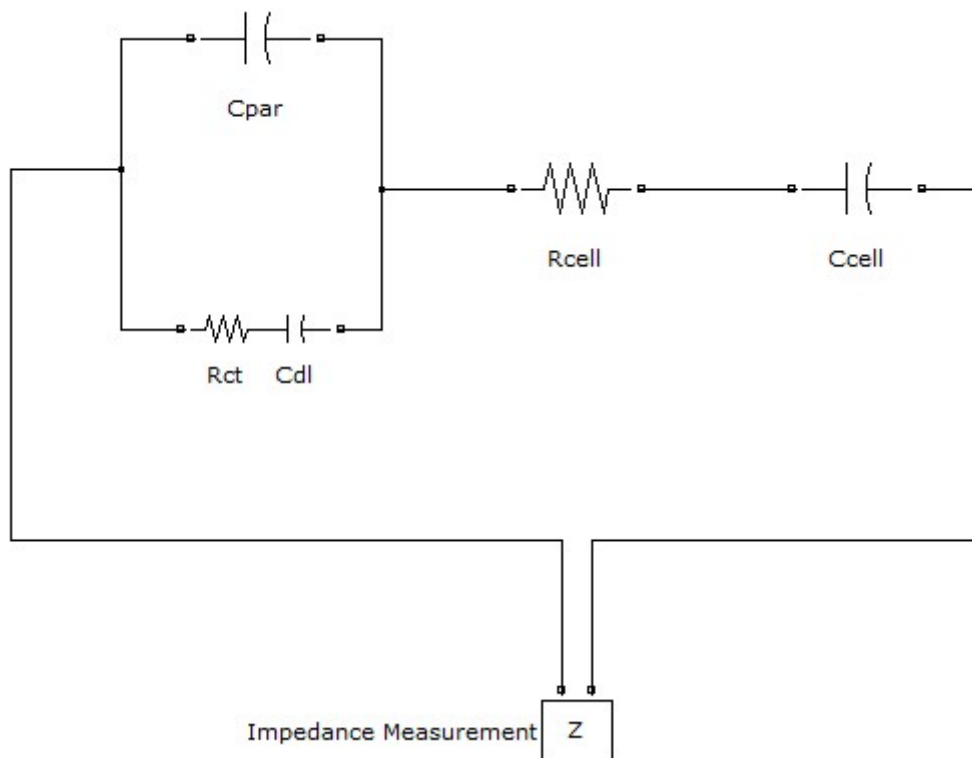 Cpar
Rcell
Ccell
Rct
Cdl
Impedance Measurement
Z